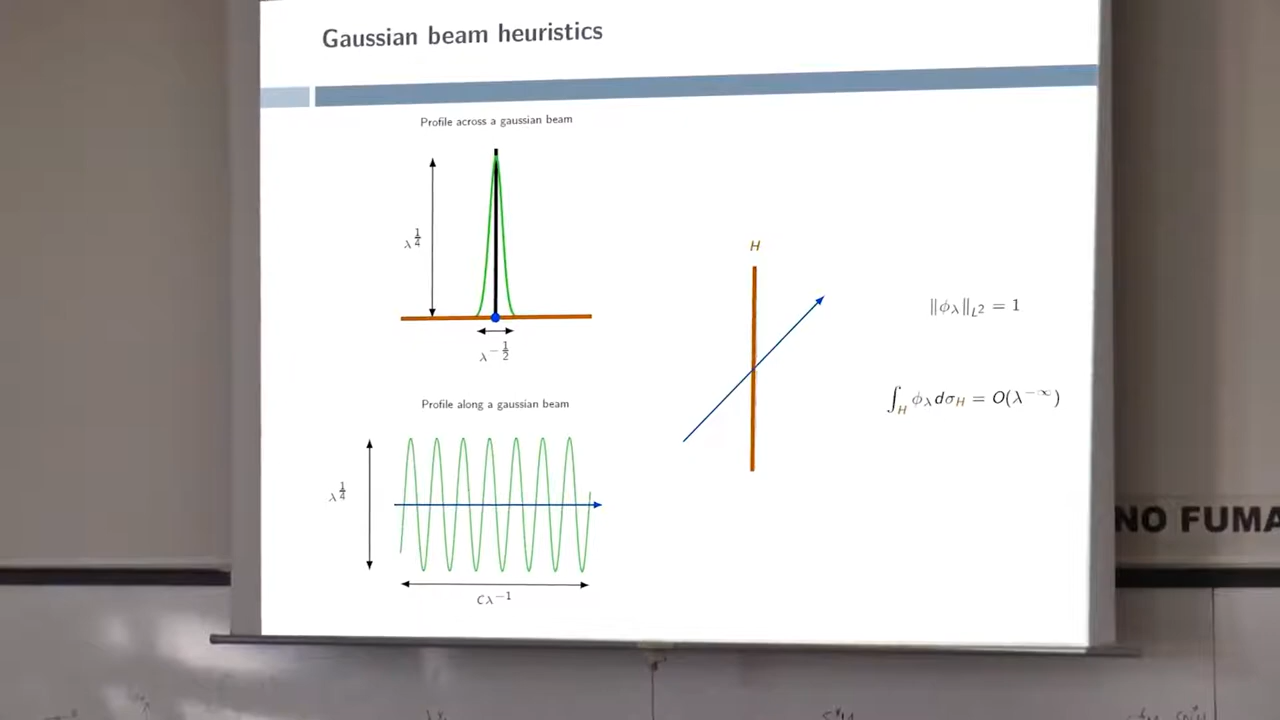 Gaussian beam heuristics
Profile across a gaussian beam
λ^{1/4}
λ^{-1/2}
Profile along a gaussian beam
λ^{1/4}
cλ^{-1}
H
‖ϕ_λ‖_{L²} = 1
∫_H ϕ_λ dσ_H = O(λ^{-∞})
NO FUMA